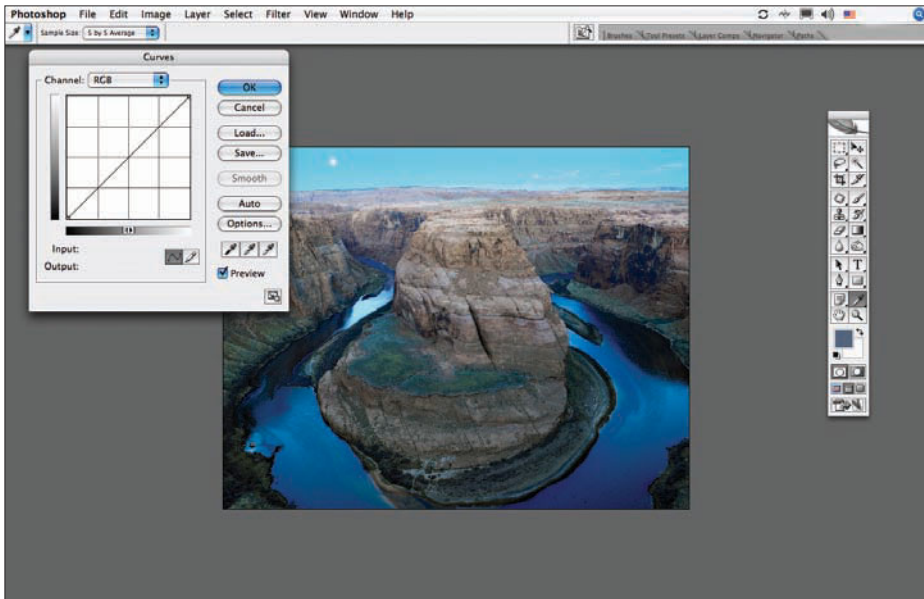 Photoshop File Edit Image Layer Select Filter View Window Help
Sample Size: 5 by 5 Average
Brushes Tool Presets Layer Comps Navigator Paths
Curves
Channel: RGB
OK
Cancel
Load...
Save...
Smooth
Auto
Options...
Input:
Output:
Preview
T